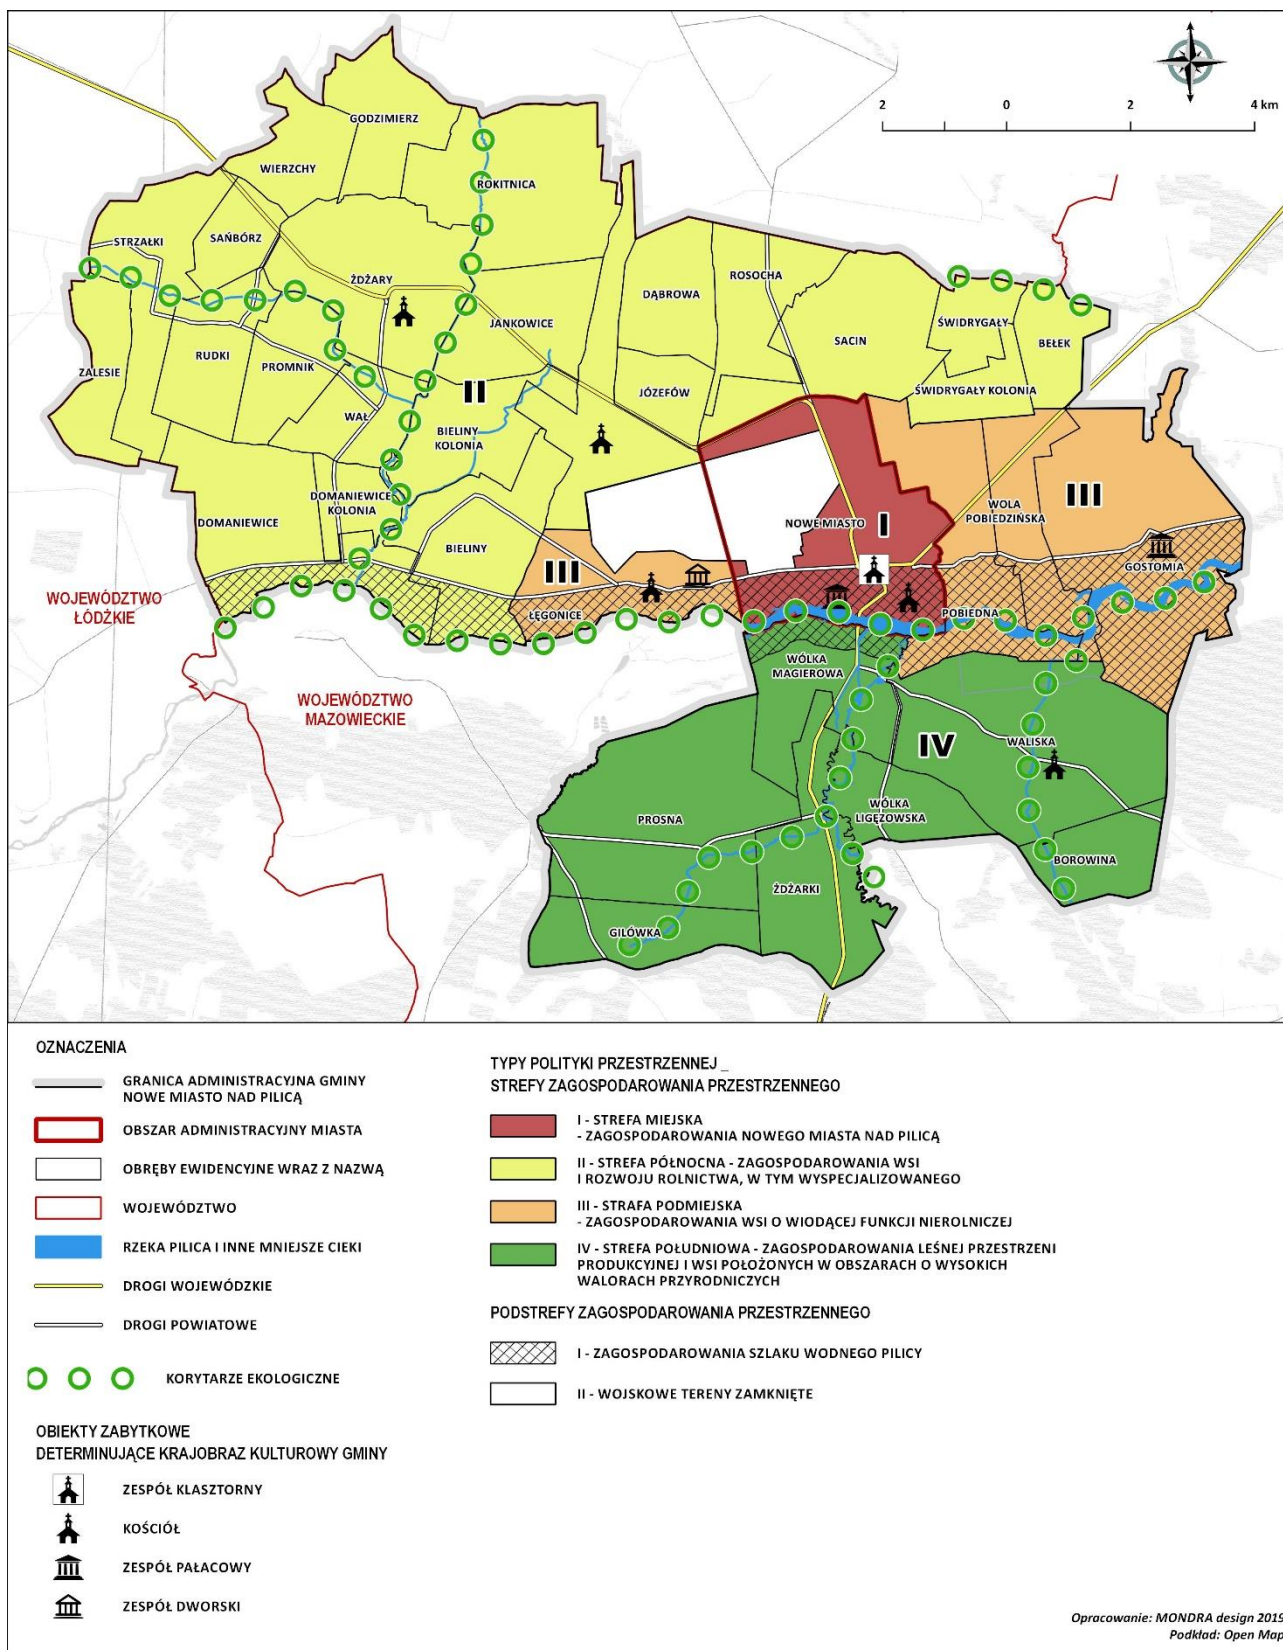 2
0
2
4 km
GODZIMIERZ
WIERZCHY
ROKITNICA
STRZAŁKI
SAŃBÓRZ
ŻDŻARY
ROSOCHA
DĄBROWA
JANKOWICE
ŚWIDRYGAŁY
SACIN
BEŁEK
RUDKI
PROMNIK
ZALESIE
II
JÓZEFÓW
ŚWIDRYGAŁY KOLONIA
WAŁ
BIELINY
KOLONIA
DOMANIEWICE
KOLONIA
DOMANIEWICE
BIELINY
NOWE MIASTO
I
WOLA
POBIEDZIŃSKA
III
III
GOSTOMIA
WOJEWÓDZTWO
ŁÓDZKIE
ŁĘGONICE
POBIEDNA
WÓLKA
MAGIEROWA
WOJEWÓDZTWO
MAZOWIECKIE
IV
WALISKA
PROSNA
WÓLKA
LIGĘZOWSKA
BOROWINA
ŻDŻARKI
GILÓWKA
OZNACZENIA
GRANICA ADMINISTRACYJNA GMINY
NOWE MIASTO NAD PILICĄ
OBSZAR ADMINISTRACYJNY MIASTA
OBRĘBY EWIDENCYJNE WRAZ Z NAZWĄ
WOJEWÓDZTWO
RZEKA PILICA I INNE MNIEJSZE CIEKI
DROGI WOJEWÓDZKIE
DROGI POWIATOWE
KORYTARZE EKOLOGICZNE
OBIEKTY ZABYTKOWE
DETERMINUJĄCE KRAJOBRAZ KULTUROWY GMINY
ZESPÓŁ KLASZTORNY
KOŚCIÓŁ
ZESPÓŁ PAŁACOWY
ZESPÓŁ DWORSKI
TYPY POLITYKI PRZESTRZENNEJ _
STREFY ZAGOSPODAROWANIA PRZESTRZENNEGO
I - STREFA MIEJSKA
- ZAGOSPODAROWANIA NOWEGO MIASTA NAD PILICĄ
II - STREFA PÓŁNOCNA - ZAGOSPODAROWANIA WSI
I ROZWOJU ROLNICTWA, W TYM WYSPECJALIZOWANEGO
III - STRAFA PODMIEJSKA
- ZAGOSPODAROWANIA WSI O WIODĄCEJ FUNKCJI NIEROLNICZEJ
IV - STREFA POŁUDNIOWA - ZAGOSPODAROWANIA LEŚNEJ PRZESTRZENI
PRODUKCYJNEJ I WSI POŁOŻONYCH W OBSZARACH O WYSOKICH
WALORACH PRZYRODNICZYCH
PODSTREFY ZAGOSPODAROWANIA PRZESTRZENNEGO
I - ZAGOSPODAROWANIA SZLAKU WODNEGO PILICY
II - WOJSKOWE TERENY ZAMKNIĘTE
Opracowanie: MONDRA design 2019
Podkład: Open Map